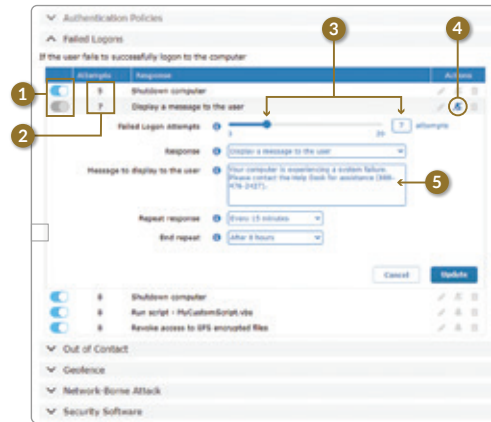 3
4
Authentication Policies
Failed Logons
If the user fails to successfully logon to the computer
Attempts Response Actions
1
5 Shutdown computer
7 Display a message to the user
2
Failed Logon Attempts 3 20 7 attempts
Response Display a message to the user
Message to display to the user Your computer is experiencing a system failure.
Please contact the Help Desk for assistance (888-
5
Repeat response Every 15 minutes
End repeat After 8 hours
Cancel Update
8 Shutdown computer
8 Run script : MyCustomScript.vbs
8 Revoke access to EFS encrypted files
Out of Contact
Geofence
Network-Borne Attack
Security Software